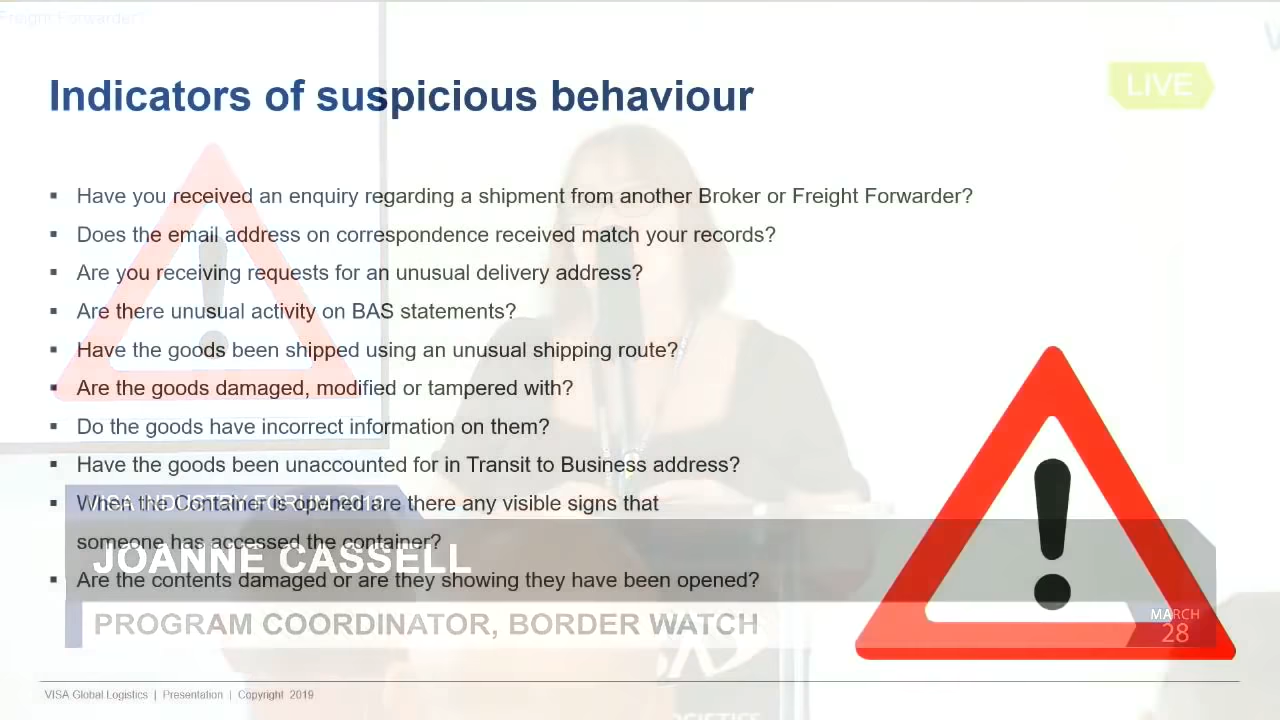 Freight Forwarder?
LIVE
Indicators of suspicious behaviour
▪ Have you received an enquiry regarding a shipment from another Broker or Freight Forwarder?
▪ Does the email address on correspondence received match your records?
▪ Are you receiving requests for an unusual delivery address?
▪ Are there unusual activity on BAS statements?
▪ Have the goods been shipped using an unusual shipping route?
▪ Are the goods damaged, modified or tampered with?
▪ Do the goods have incorrect information on them?
▪ Have the goods been unaccounted for in Transit to Business address?
▪ When the Container is opened are there any visible signs that
someone has accessed the container?
▪ Are the contents damaged or are they showing they have been opened?
VISA INDUSTRY FORUM 2019
JOANNE CASSELL
PROGRAM COORDINATOR, BORDER WATCH
MARCH
28
VISA Global Logistics | Presentation | Copyright 2019